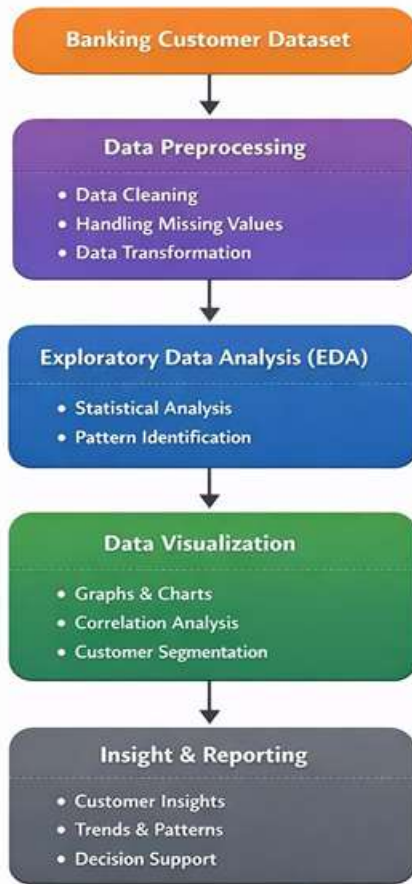 Banking Customer Dataset
Data Preprocessing
• Data Cleaning
• Handling Missing Values
• Data Transformation
Exploratory Data Analysis (EDA)
• Statistical Analysis
• Pattern Identification
Data Visualization
• Graphs & Charts
• Correlation Analysis
• Customer Segmentation
Insight & Reporting
• Customer Insights
• Trends & Patterns
• Decision Support